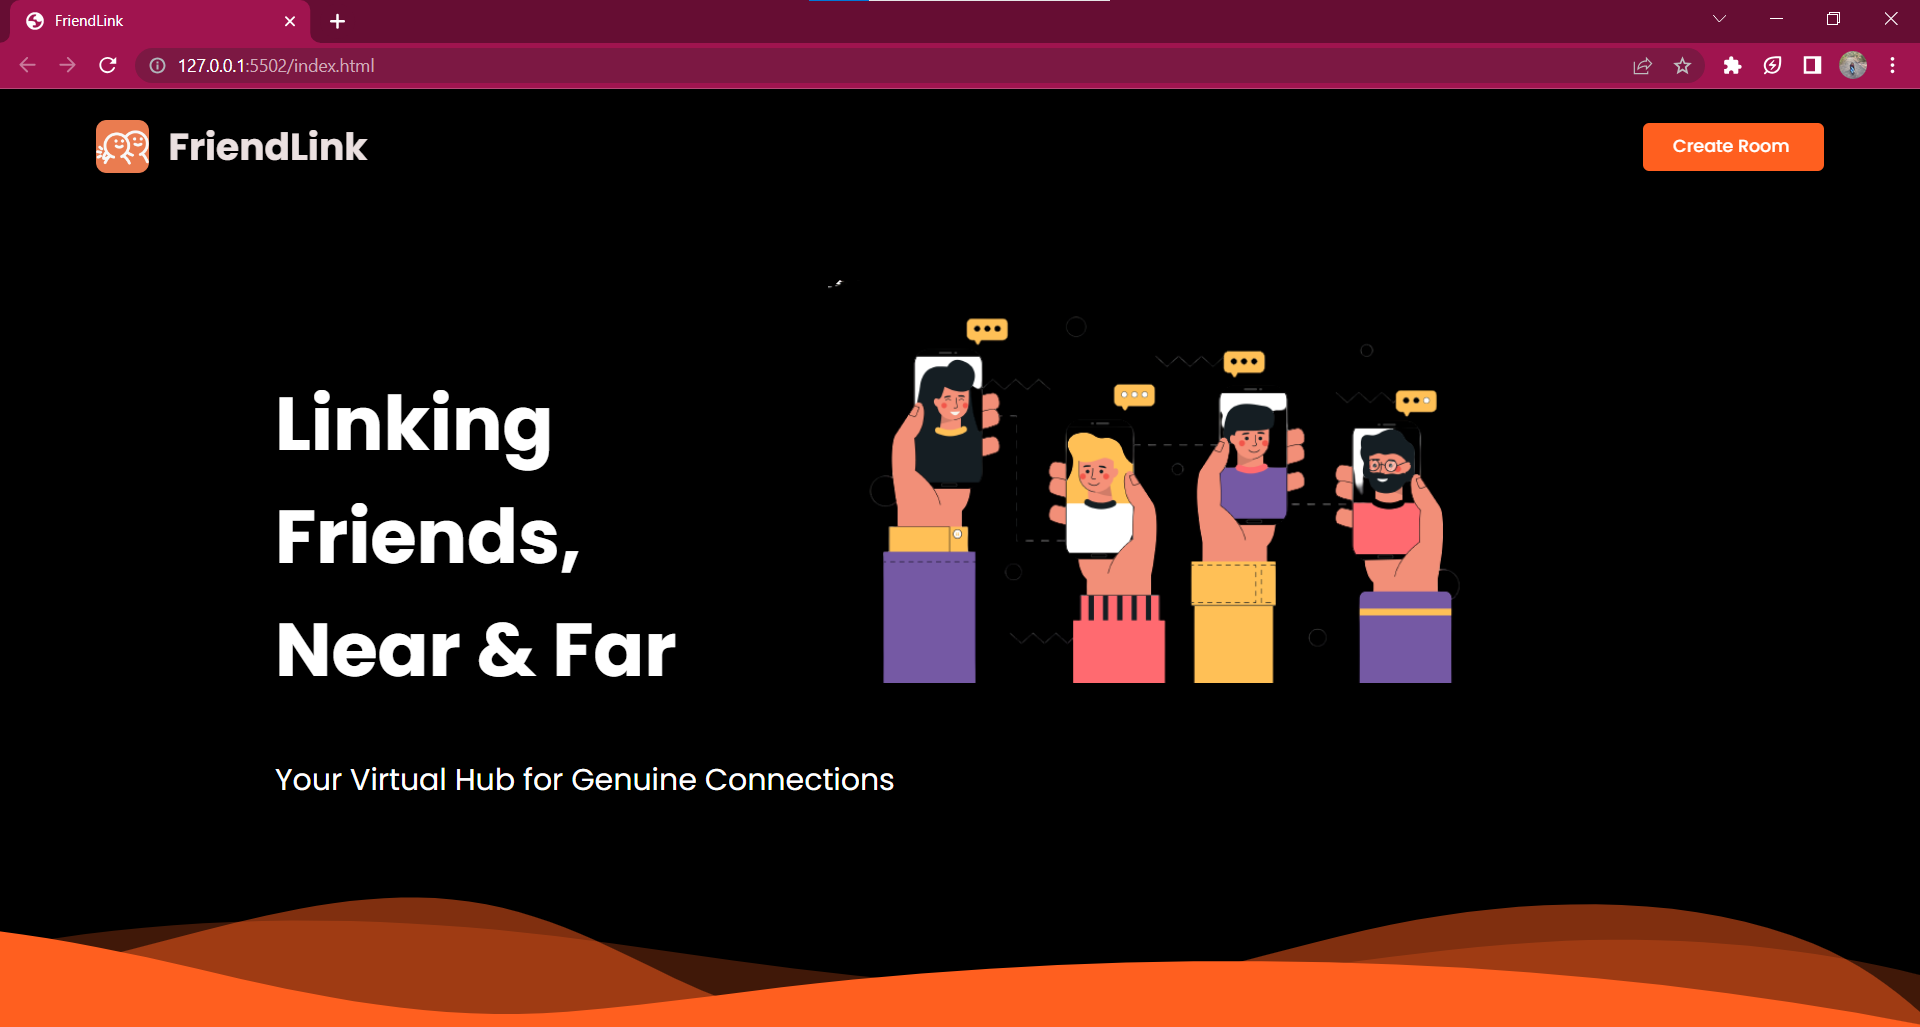 FriendLink
127.0.0.1:5502/index.html
FriendLink
Create Room
Linking
Friends,
Near & Far
Your Virtual Hub for Genuine Connections